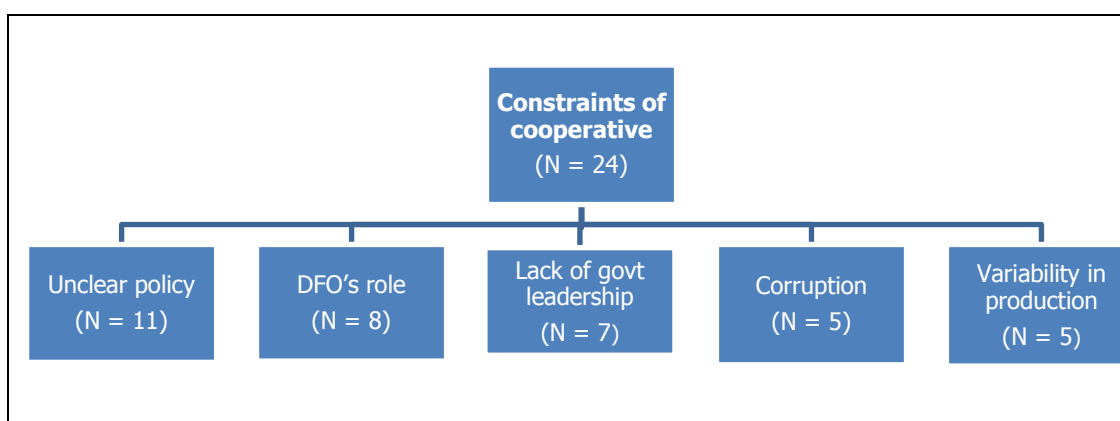 Constraints of
cooperative
(N = 24)
Unclear policy
(N = 11)
DFO’s role
(N = 8)
Lack of govt
leadership
(N = 7)
Corruption
(N = 5)
Variability in
production
(N = 5)